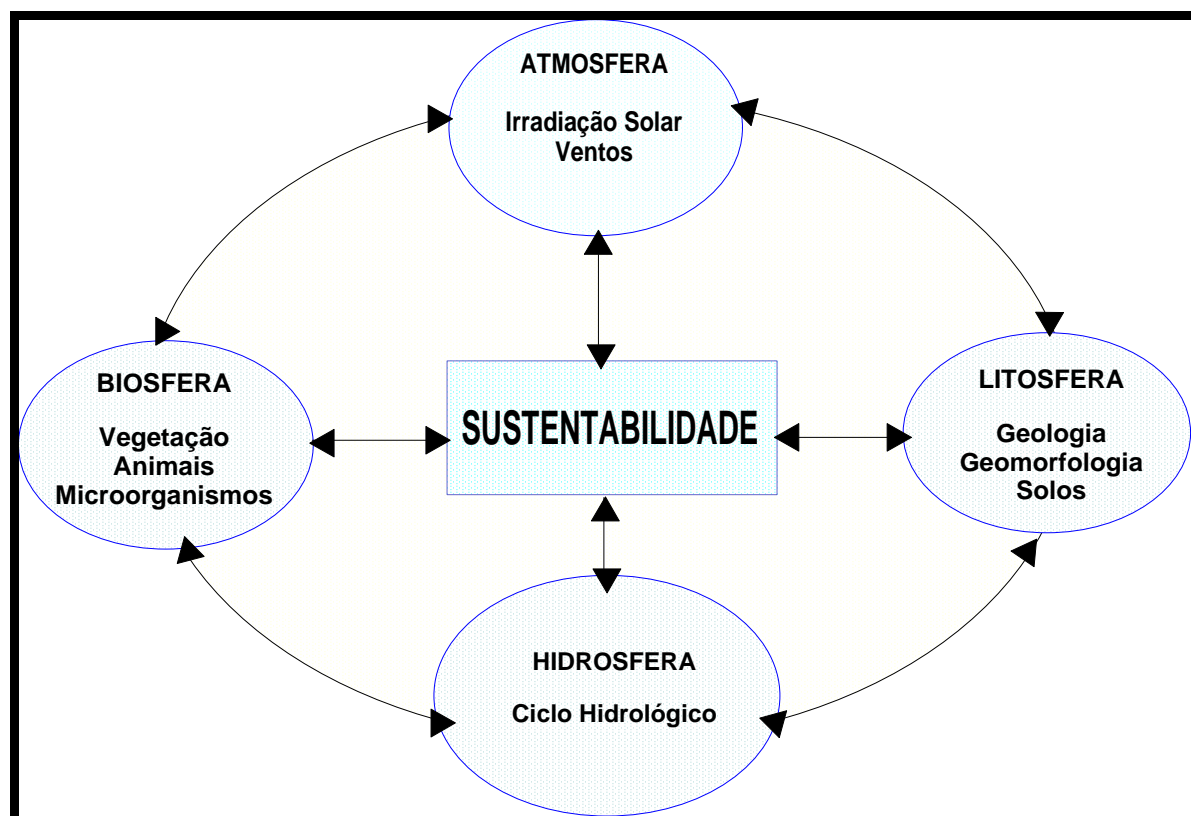 ATMOSFERA
Irradiação Solar
Ventos
BIOSFERA
Vegetação
Animais
Microorganismos
SUSTENTABILIDADE
LITOSFERA
Geologia
Geomorfologia
Solos
HIDROSFERA
Ciclo Hidrológico